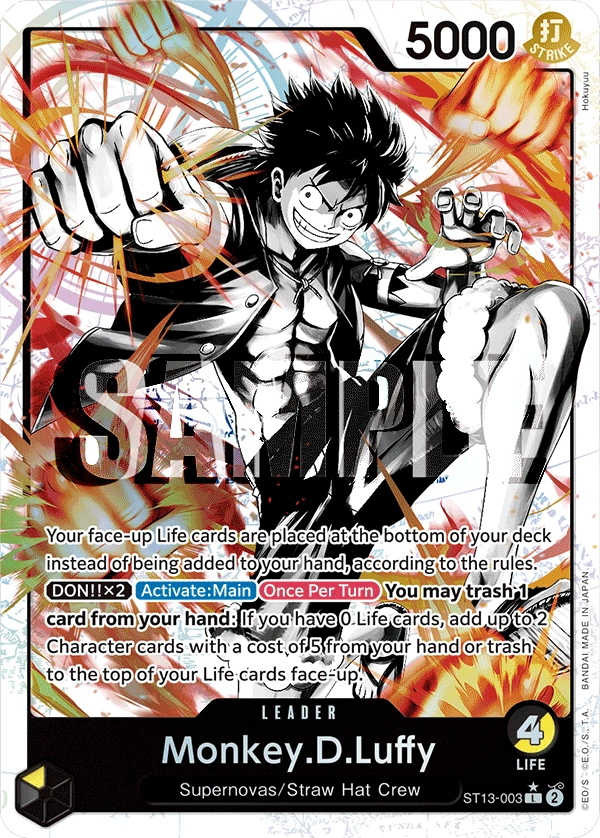 5000
打
STRIKE
Hokuyuu
SAMPLE
Your face-up Life cards are placed at the bottom of your deck
instead of being added to your hand, according to the rules.
DON!!×2 Activate:Main Once Per Turn You may trash 1
card from your hand: If you have 0 Life cards, add up to 2
Character cards with a cost of 5 from your hand or trash
to the top of your Life cards face-up.
LEADER
Monkey.D.Luffy
Supernovas/Straw Hat Crew
4
LIFE
ST13-003 L 2
©E/S ©E.O./S., T.A. BANDAI MADE IN JAPAN